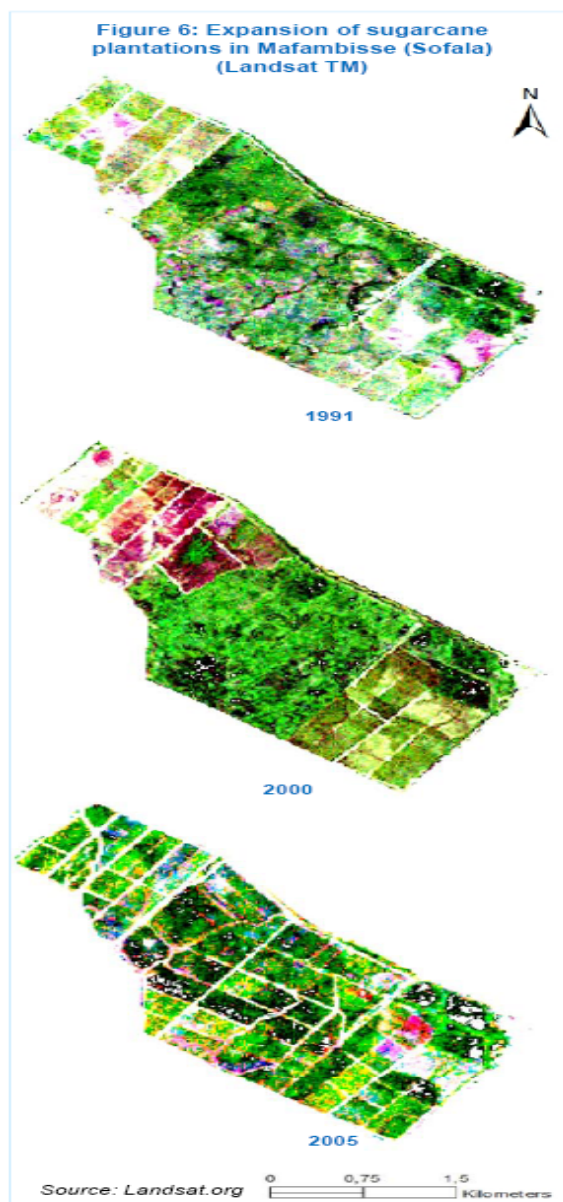 Figure 6: Expansion of sugarcane
plantations in Mafambisse (Sofala)
(Landsat TM)
N
1991
2000
2005
Source: Landsat.org
0 0,75 1,5
Kilometers